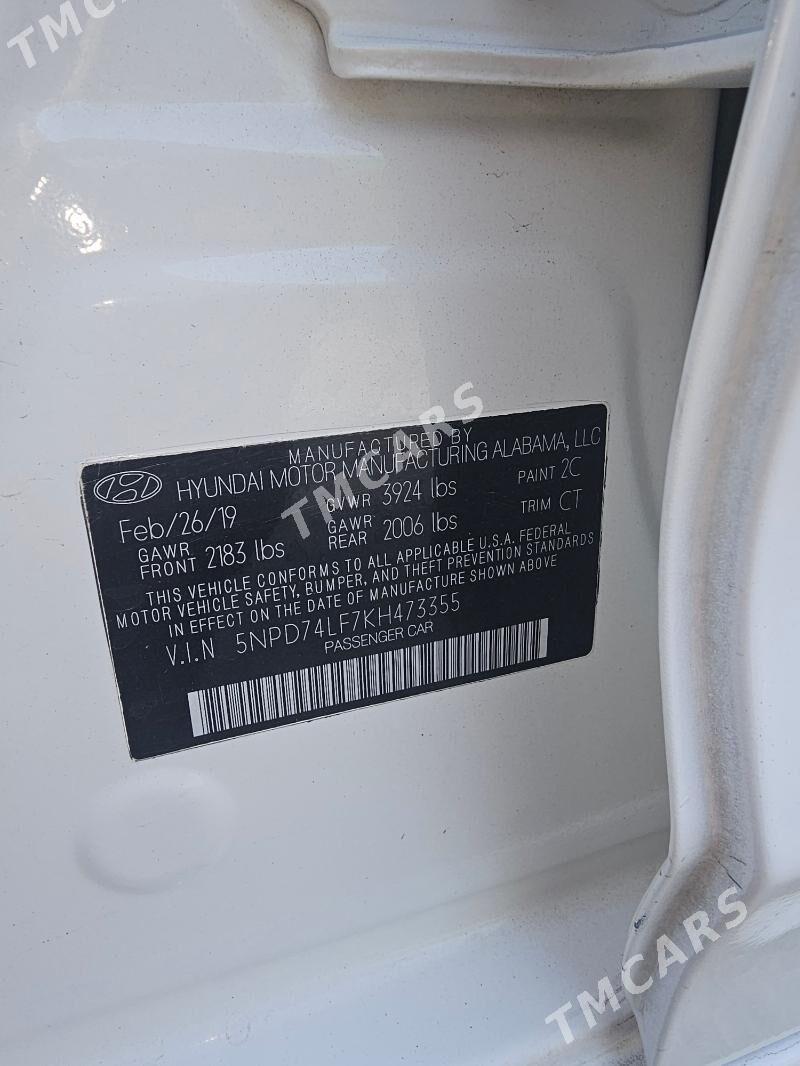 TMCARS
MANUFACTURED BY
HYUNDAI MOTOR MANUFACTURING ALABAMA, LLC
Feb/26/19 GVWR 3924 lbs PAINT 2C
GAWR FRONT 2183 lbs GAWR REAR 2006 lbs TRIM CT
THIS VEHICLE CONFORMS TO ALL APPLICABLE U.S.A. FEDERAL
MOTOR VEHICLE SAFETY, BUMPER, AND THEFT PREVENTION STANDARDS
IN EFFECT ON THE DATE OF MANUFACTURE SHOWN ABOVE
V.I.N 5NPD74LF7KH473355
PASSENGER CAR
TMCARS
TMCARS